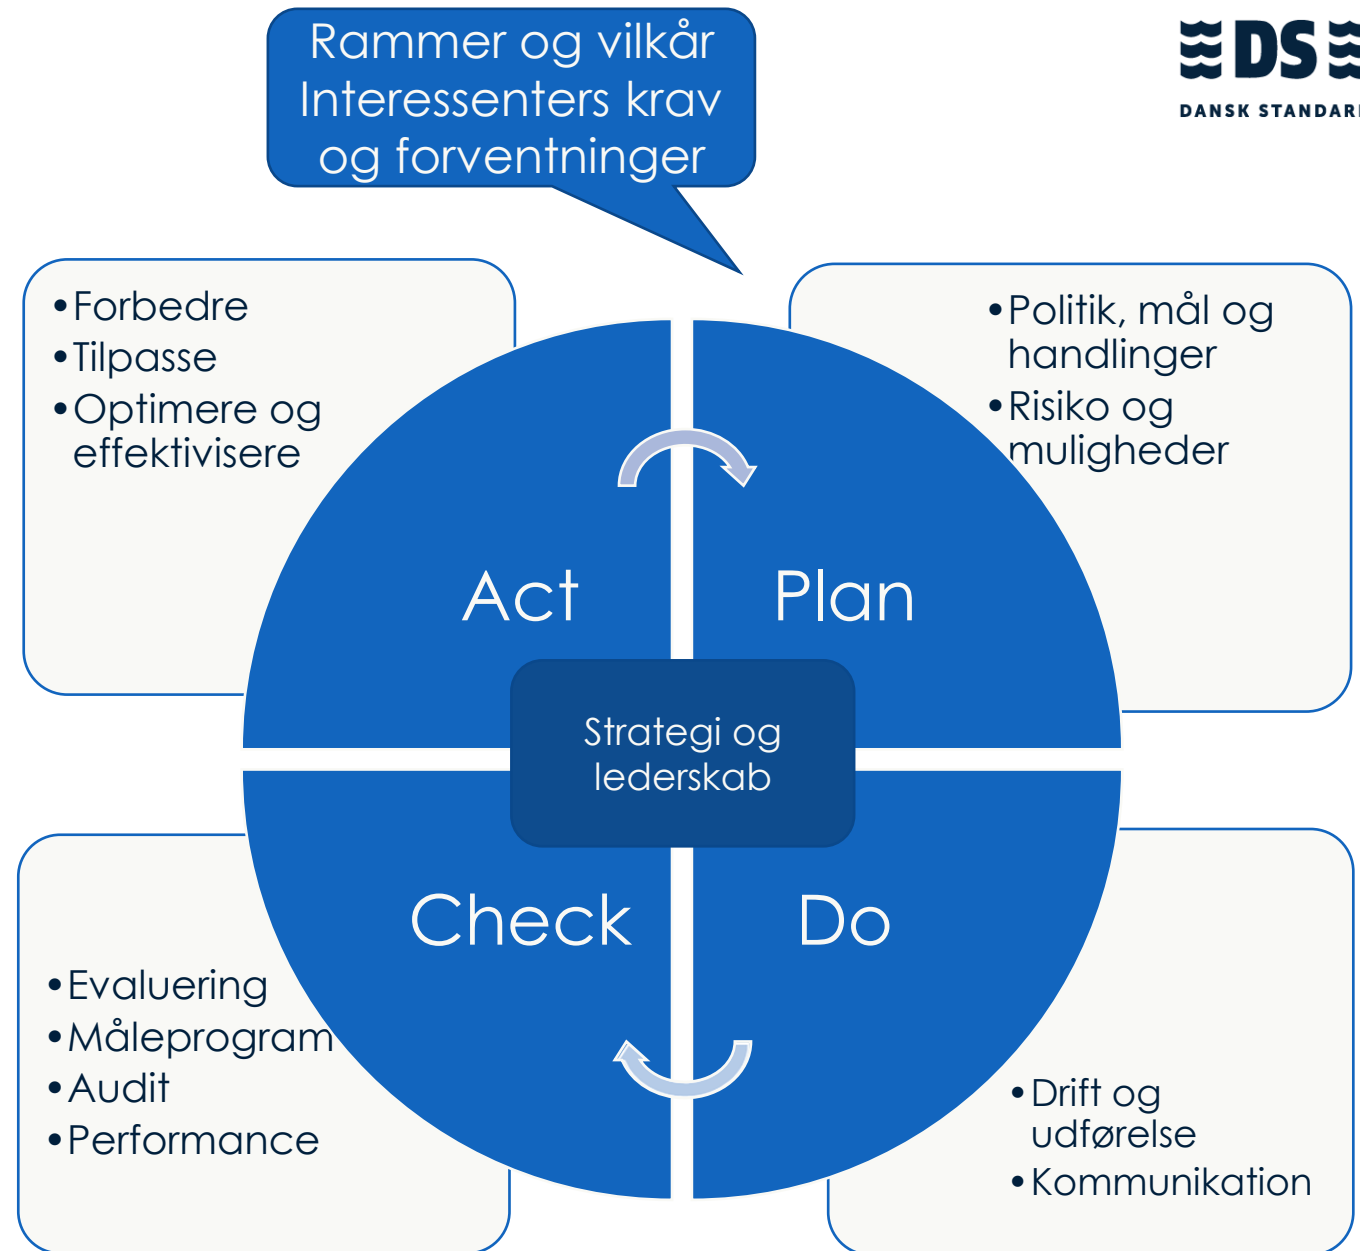 Rammer og vilkår
Interessenters krav
og forventninger
DS
DANSK STANDARD
•Forbedre
•Tilpasse
•Optimere og
effektivisere
•Politik, mål og
handlinger
•Risiko og
muligheder
Act
Plan
Strategi og
lederskab
Check
Do
•Evaluering
•Måleprogram
•Audit
•Performance
•Drift og
udførelse
•Kommunikation